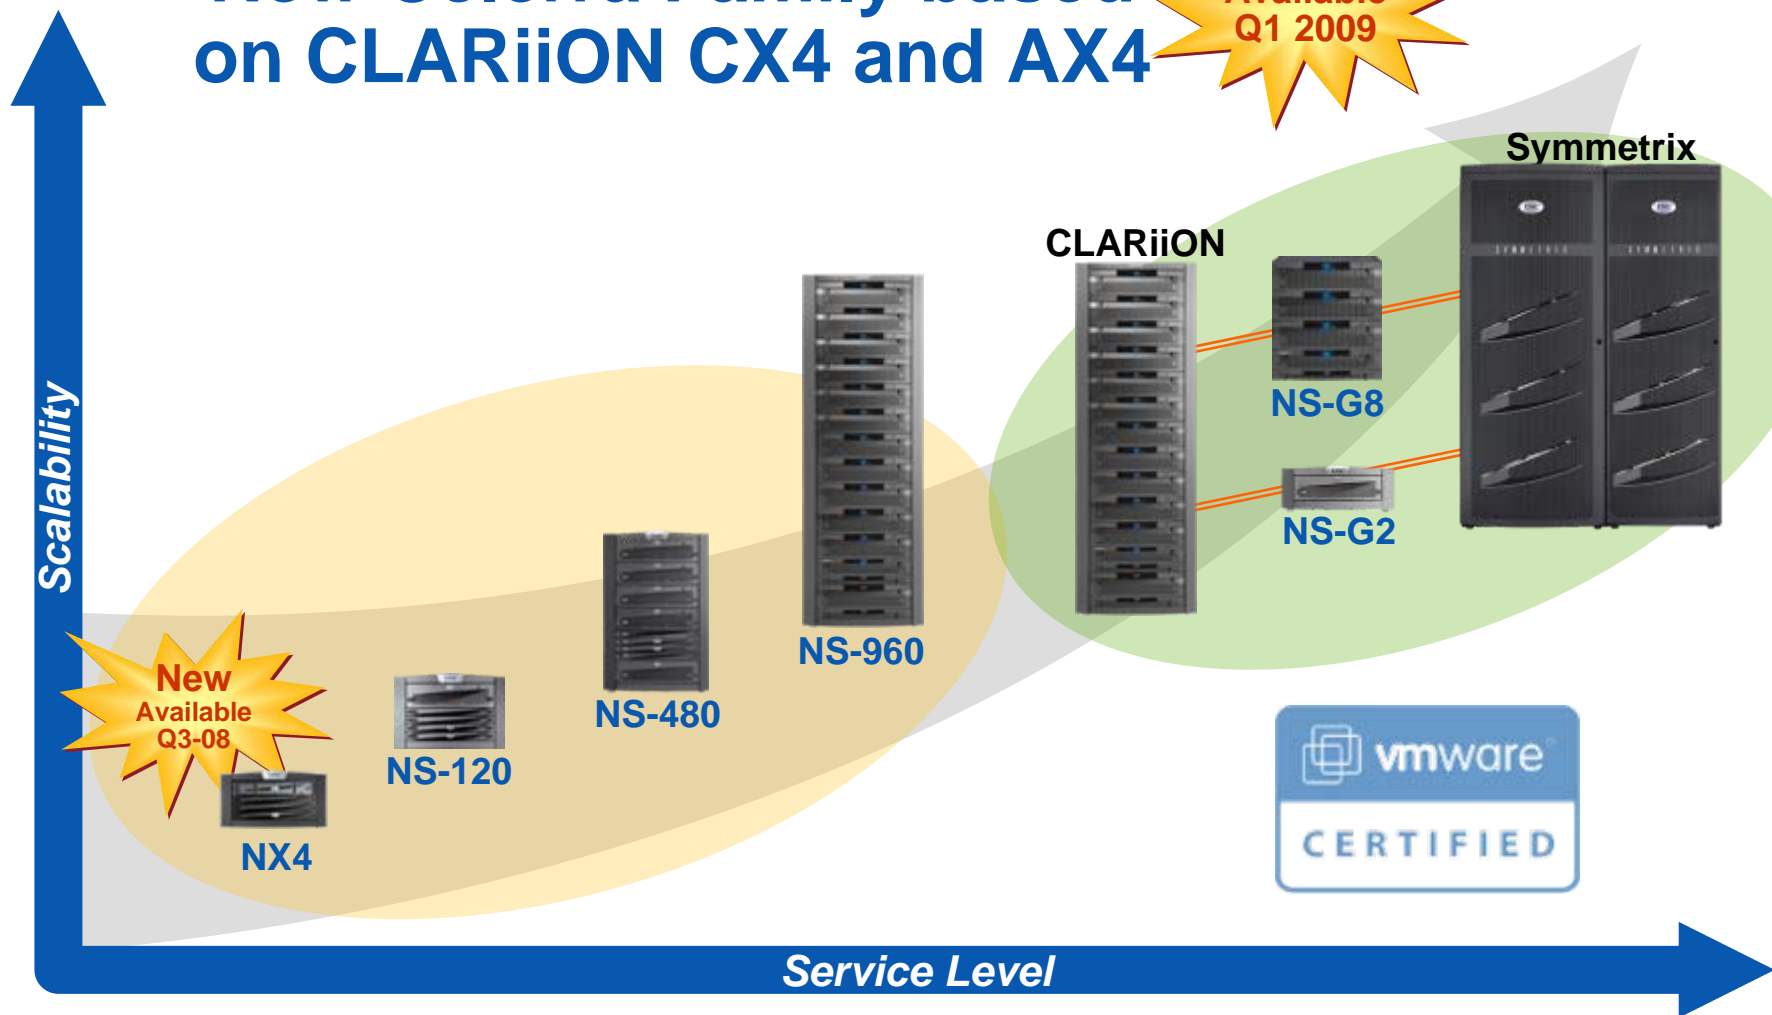 on CLARiiON CX4 and AX4
Available
Q1 2009
Symmetrix
CLARiiON
NS-G8
NS-G2
NS-960
NS-480
NS-120
New
Available
Q3-08
NX4
Scalability
Service Level
vmware
CERTIFIED